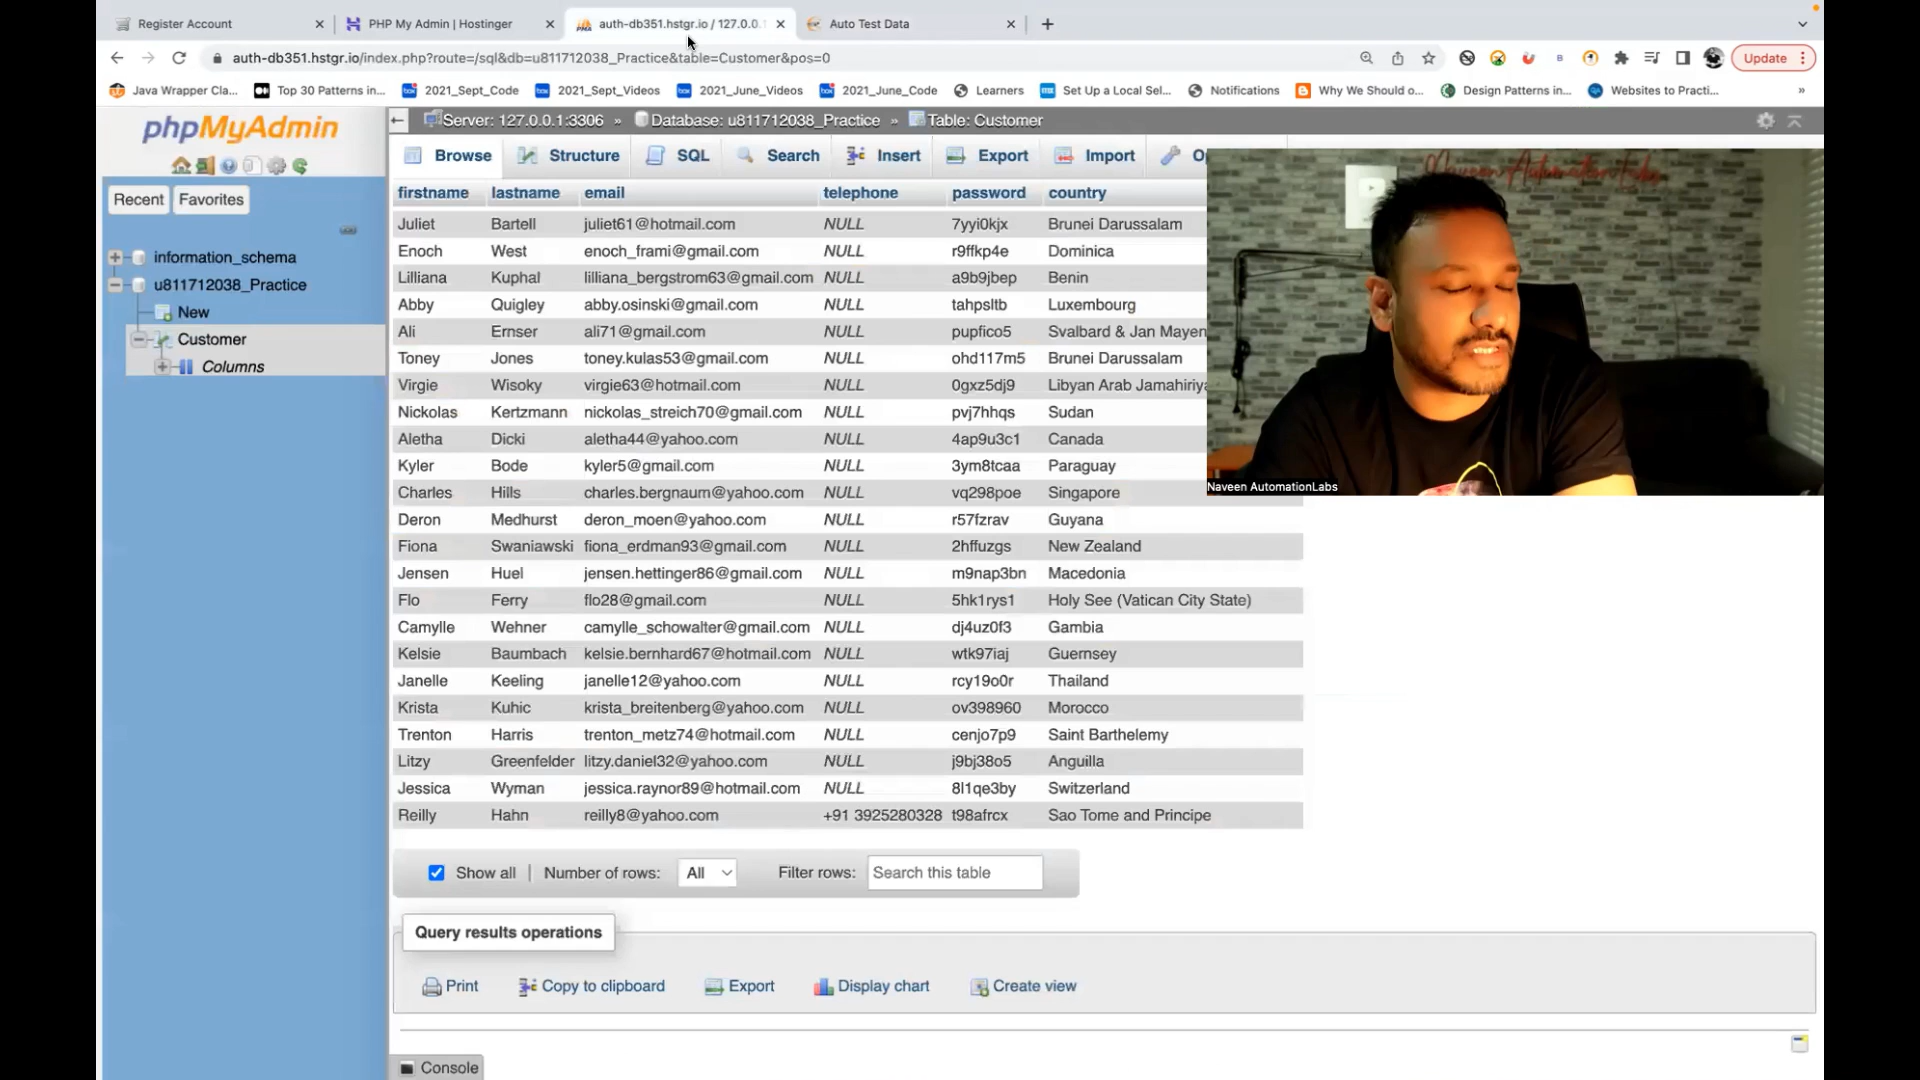 Register Account
PHP My Admin | Hostinger
auth-db351.hstgr.io / 127.0.0.
Auto Test Data
auth-db351.hstgr.io/index.php?route=/sql&db=u811712038_Practice&table=Customer&pos=0
Update
Java Wrapper Cla...
Top 30 Patterns in...
2021_Sept_Code
2021_Sept_Videos
2021_June_Videos
2021_June_Code
Learners
Set Up a Local Sel...
Notifications
Why We Should o...
Design Patterns in...
Websites to Practi...
»
phpMyAdmin
Recent
Favorites
information_schema
u811712038_Practice
New
Customer
Columns
Server: 127.0.0.1:3306 » Database: u811712038_Practice » Table: Customer
Browse
Structure
SQL
Search
Insert
Export
Import
firstname lastname email telephone password country
Juliet Bartell juliet61@hotmail.com NULL 7yyi0kjx Brunei Darussalam
Enoch West enoch_frami@gmail.com NULL r9ffkp4e Dominica
Lilliana Kuphal lilliana_bergstrom63@gmail.com NULL a9b9jbep Benin
Abby Quigley abby.osinski@gmail.com NULL tahpsltb Luxembourg
Ali Ernser ali71@gmail.com NULL pupfico5 Svalbard & Jan Mayen
Toney Jones toney.kulas53@gmail.com NULL ohd117m5 Brunei Darussalam
Virgie Wisoky virgie63@hotmail.com NULL 0gxz5dj9 Libyan Arab Jamahiriya
Nickolas Kertzmann nickolas_streich70@gmail.com NULL pvj7hhqs Sudan
Aletha Dicki aletha44@yahoo.com NULL 4ap9u3c1 Canada
Kyler Bode kyler5@gmail.com NULL 3ym8tcaa Paraguay
Charles Hills charles.bergnaum@yahoo.com NULL vq298poe Singapore
Deron Medhurst deron_moen@yahoo.com NULL r57fzrav Guyana
Fiona Swaniawski fiona_erdman93@gmail.com NULL 2hffuzgs New Zealand
Jensen Huel jensen.hettinger86@gmail.com NULL m9nap3bn Macedonia
Flo Ferry flo28@gmail.com NULL 5hk1rys1 Holy See (Vatican City State)
Camylle Wehner camylle_schowalter@gmail.com NULL dj4uz0f3 Gambia
Kelsie Baumbach kelsie.bernhard67@hotmail.com NULL wtk97iaj Guernsey
Janelle Keeling janelle12@yahoo.com NULL rcy19o0r Thailand
Krista Kuhic krista_breitenberg@yahoo.com NULL ov398960 Morocco
Trenton Harris trenton_metz74@hotmail.com NULL cenjo7p9 Saint Barthelemy
Litzy Greenfelder litzy.daniel32@yahoo.com NULL j9bj38o5 Anguilla
Jessica Wyman jessica.raynor89@hotmail.com NULL 8l1qe3by Switzerland
Reilly Hahn reilly8@yahoo.com +91 3925280328 t98afrcx Sao Tome and Principe
Naveen AutomationLabs
Naveen AutomationLabs
Show all | Number of rows: All Filter rows: Search this table
Query results operations
Print
Copy to clipboard
Export
Display chart
Create view
Console